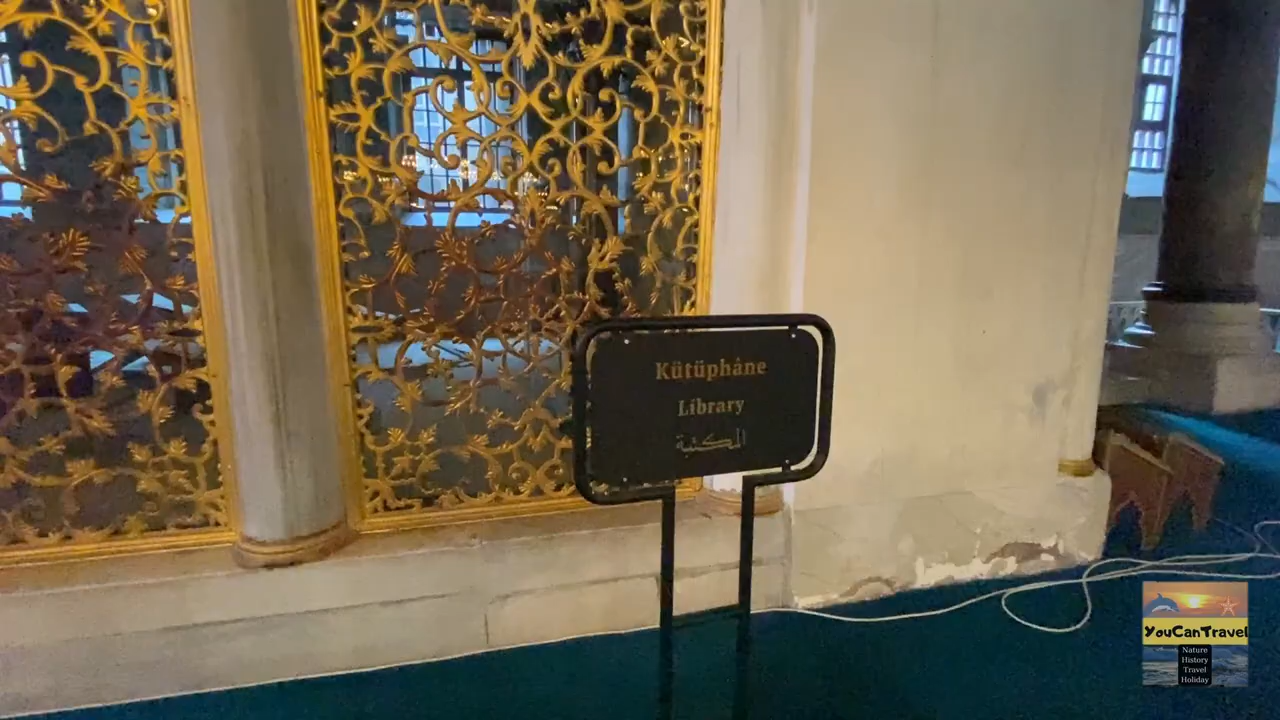 Kütüphâne
Library
المكتبة
YouCanTravel
Nature
History
Travel
Holiday